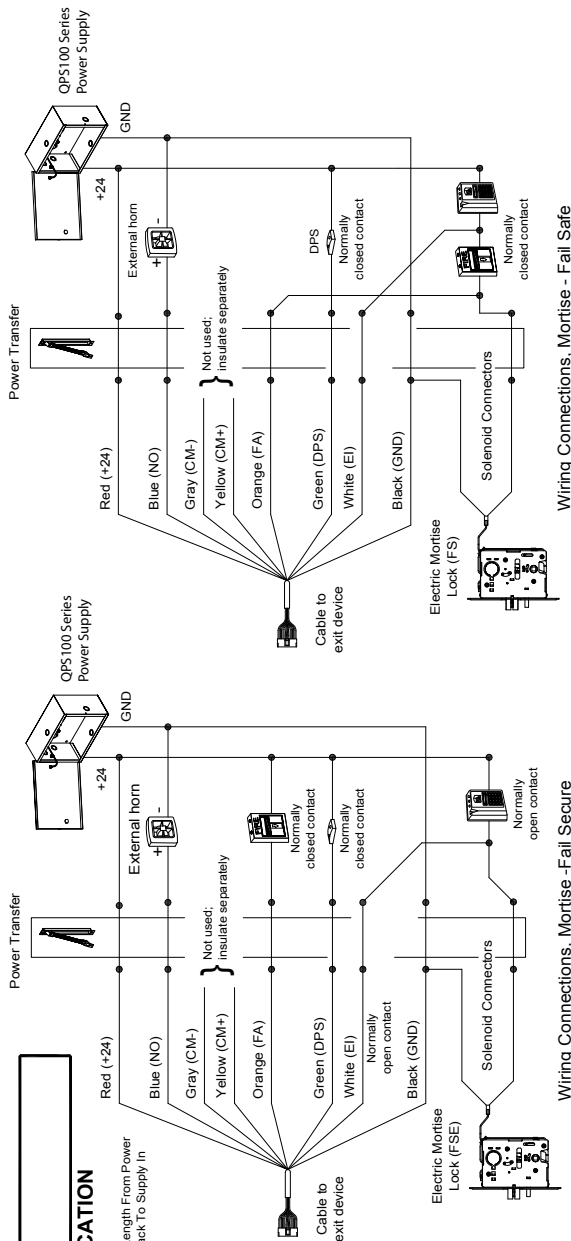 CATION
ength From Power
ack To Supply In
Power Transfer
QPS100 Series
Power Supply
+24
GND
Red (+24)
Blue (NO)
External horn
+
-
Gray (CM-)
Yellow (CM+)
}
Not used;
insulate separately
Orange (FA)
Normally
closed contact
Green (DPS)
Normally
closed contact
White (EI)
Normally
open contact
Black (GND)
Cable to
exit device
Electric Mortise
Lock (FSE)
Solenoid Connectors
Normally
open contact
Wiring Connections, Mortise -Fail Secure
Power Transfer
QPS100 Series
Power Supply
+24
GND
Red (+24)
Blue (NO)
External horn
+
-
Gray (CM-)
Yellow (CM+)
}
Not used;
insulate separately
Orange (FA)
Green (DPS)
DPS
Normally
closed contact
White (EI)
Black (GND)
Cable to
exit device
Electric Mortise
Lock (FS)
Solenoid Connectors
FIRE
Normally
closed contact
Wiring Connections, Mortise - Fail Safe